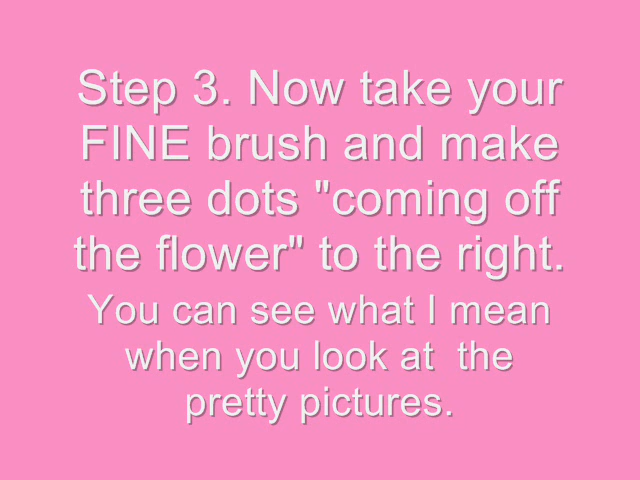 Step 3. Now take your
FINE brush and make
three dots "coming off
the flower" to the right.
You can see what I mean
when you look at  the
pretty pictures.